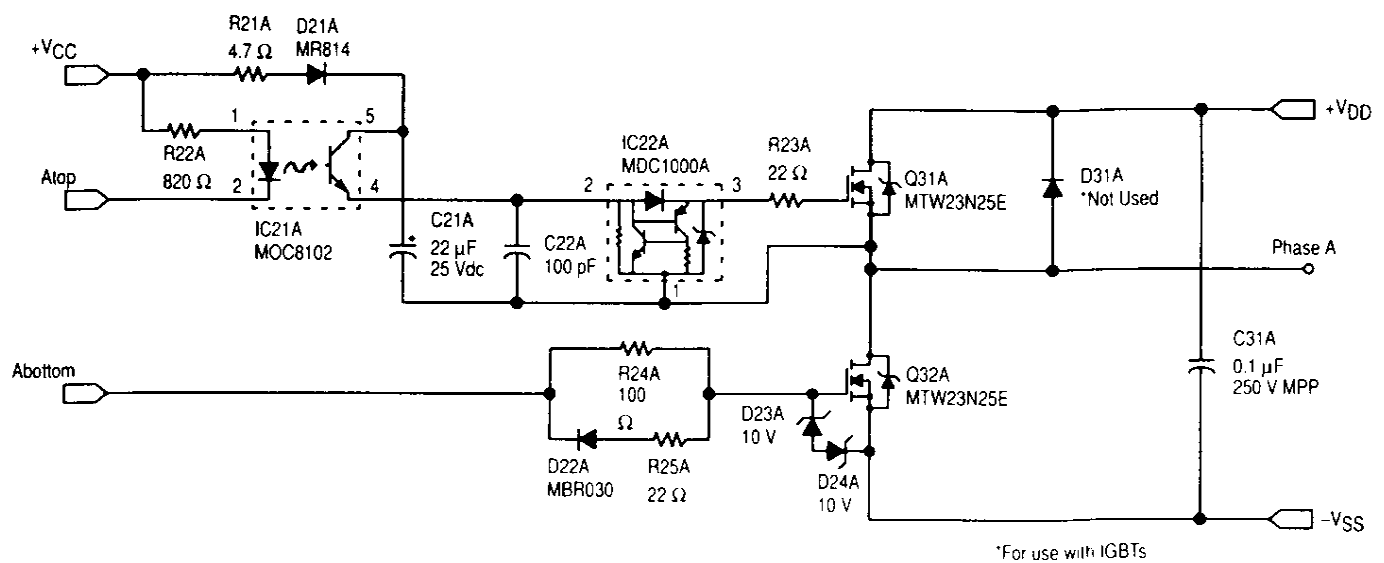 +VCC
R21A
4.7 Ω
D21A
MR814
1
5
R22A
820 Ω
Atop
2
4
IC21A
MOC8102
C21A
22 µF
25 Vdc
+
C22A
100 pF
IC22A
MDC1000A
2
3
1
R23A
22 Ω
Q31A
MTW23N25E
D31A
*Not Used
+VDD
Phase A
C31A
0.1 µF
250 V MPP
Abottom
R24A
100
Ω
D22A
MBR030
R25A
22 Ω
D23A
10 V
D24A
10 V
Q32A
MTW23N25E
–VSS
*For use with IGBTs